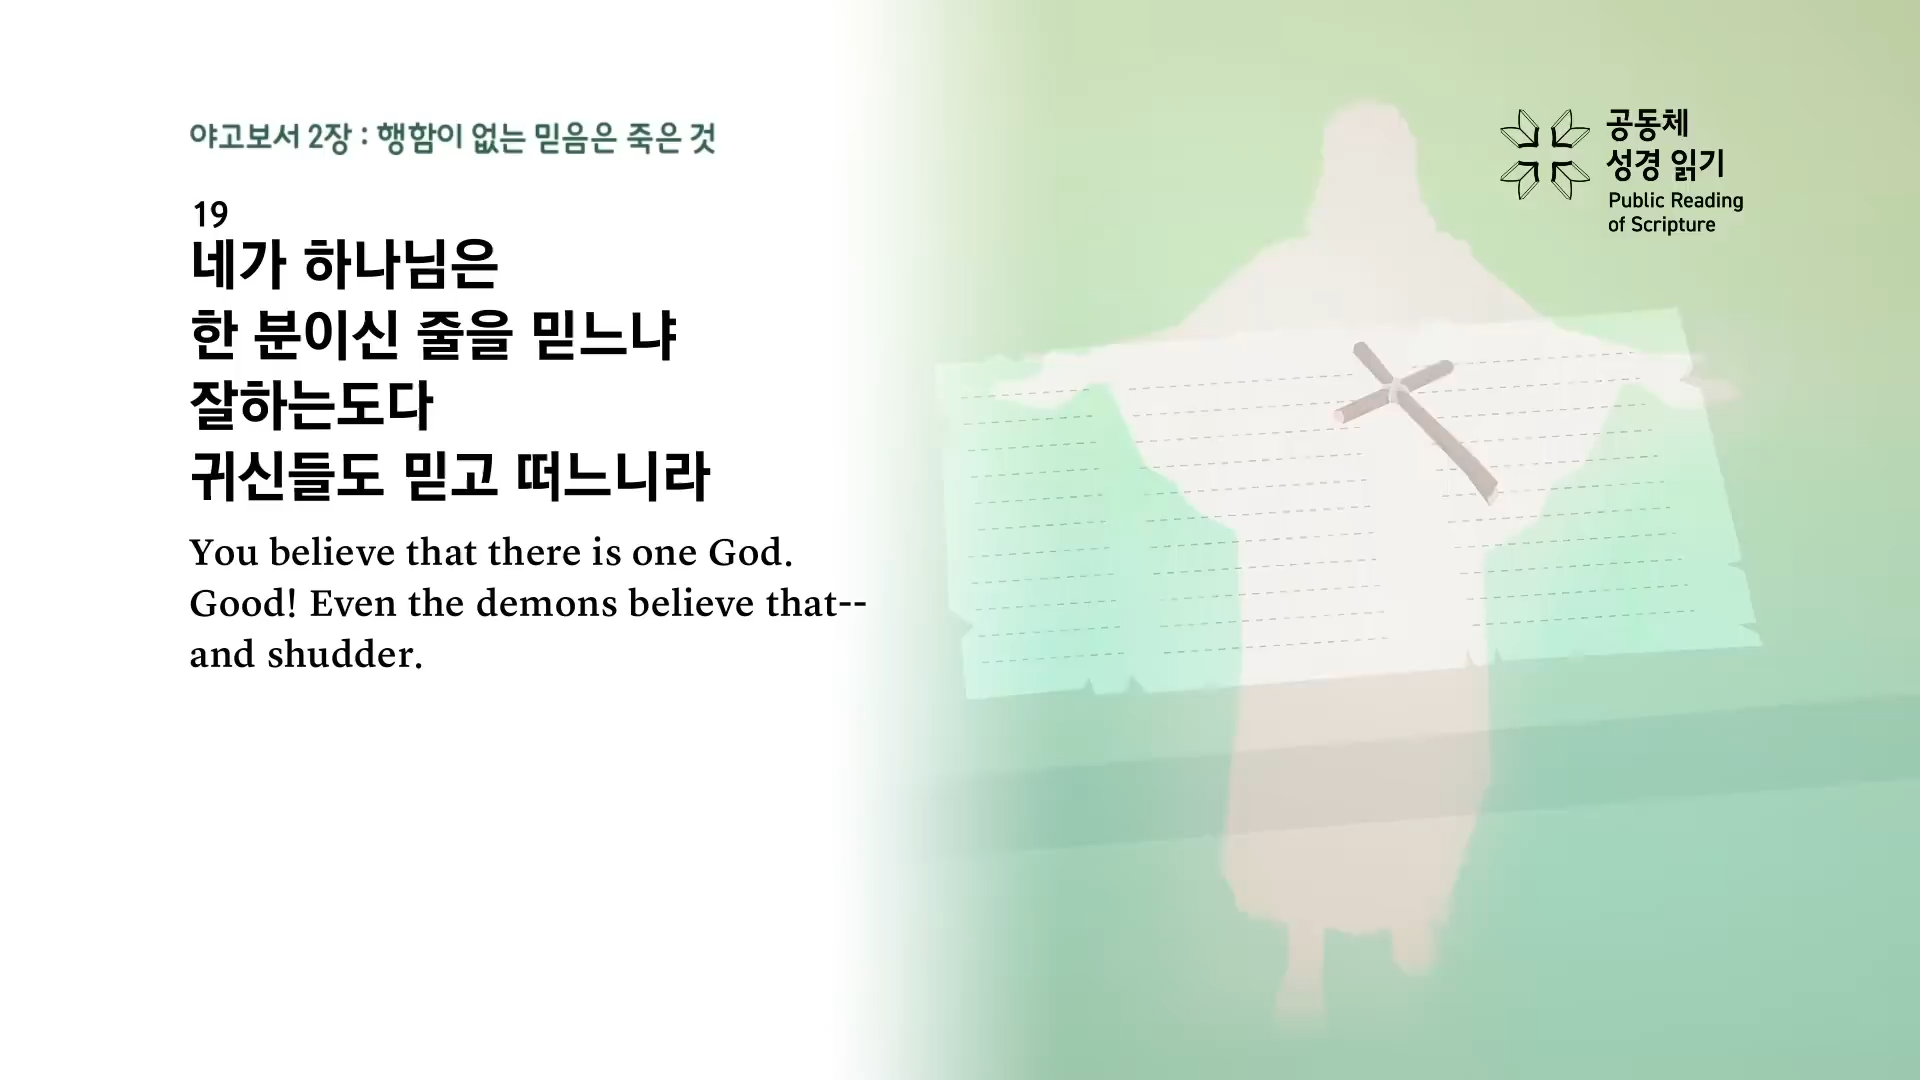 야고보서 2장 : 행함이 없는 믿음은 죽은 것
19
네가 하나님은
한 분이신 줄을 믿느냐
잘하는도다
귀신들도 믿고 떠느니라
You believe that there is one God.
Good! Even the demons believe that--
and shudder.
공동체
성경 읽기
Public Reading
of Scripture